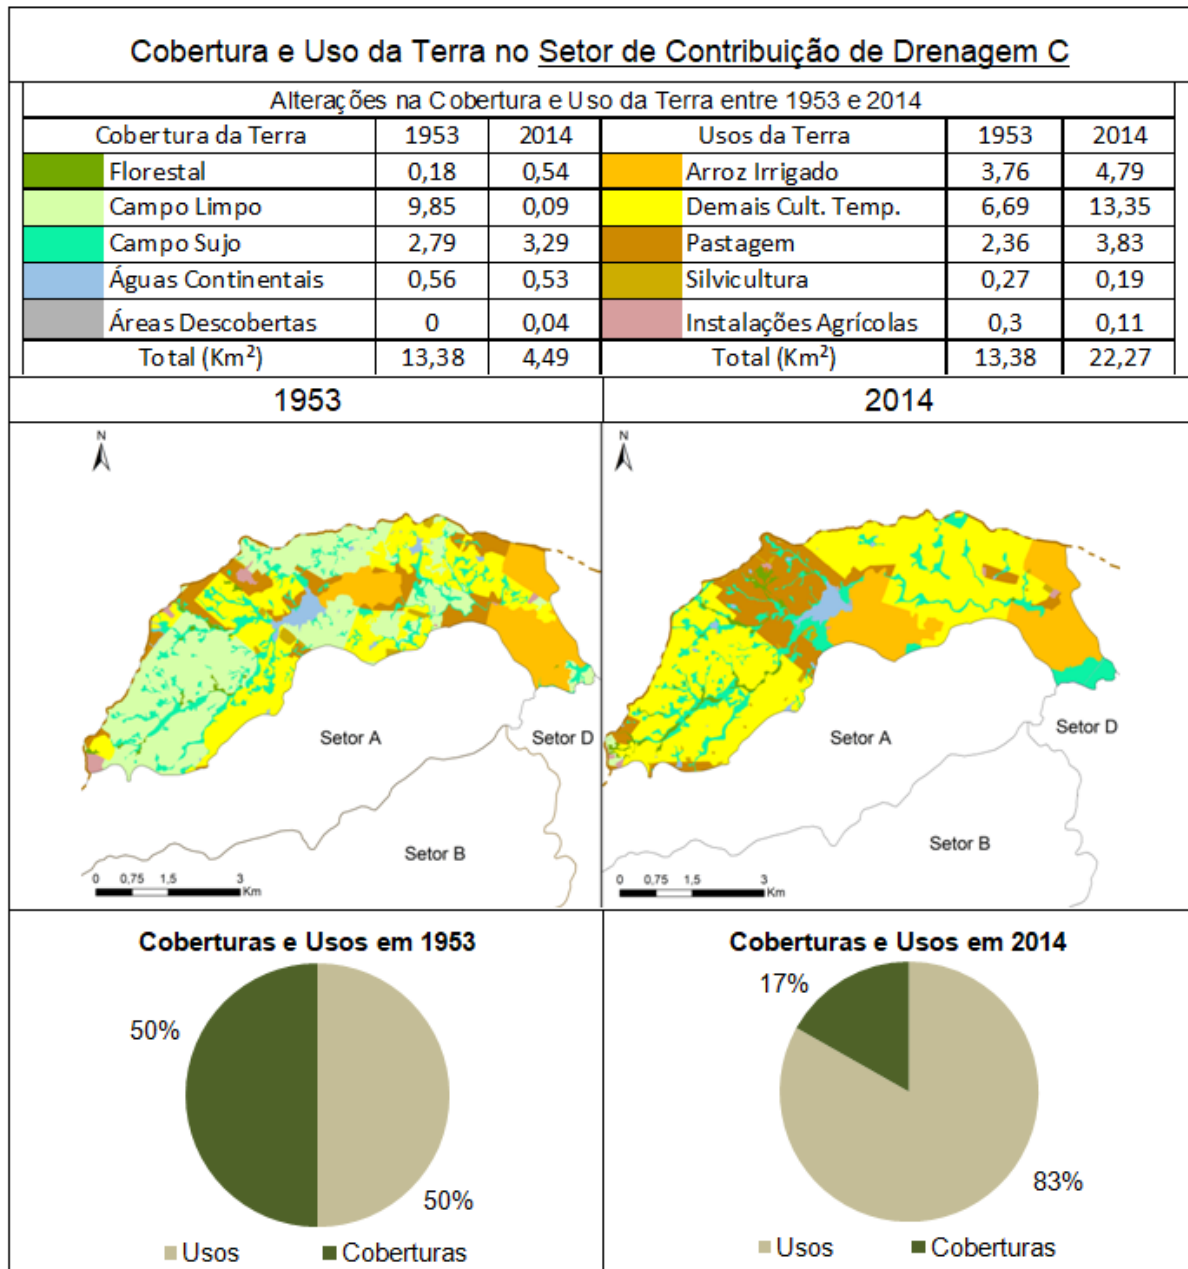 Cobertura e Uso da Terra no Setor de Contribuição de Drenagem C
Alterações na Cobertura e Uso da Terra entre 1953 e 2014
Cobertura da Terra 1953 2014 Usos da Terra 1953 2014
Florestal 0,18 0,54 Arroz Irrigado 3,76 4,79
Campo Limpo 9,85 0,09 Demais Cult. Temp. 6,69 13,35
Campo Sujo 2,79 3,29 Pastagem 2,36 3,83
Águas Continentais 0,56 0,53 Silvicultura 0,27 0,19
Áreas Descobertas 0 0,04 Instalações Agrícolas 0,3 0,11
Total (Km²) 13,38 4,49 Total (Km²) 13,38 22,27
1953 2014
N
Setor A
Setor D
Setor B
0 0,75 1,5 3
Km
N
Setor A
Setor D
Setor B
0 0,75 1,5 3
Km
Coberturas e Usos em 1953
50%
50%
Usos Coberturas
Coberturas e Usos em 2014
17%
83%
Usos Coberturas